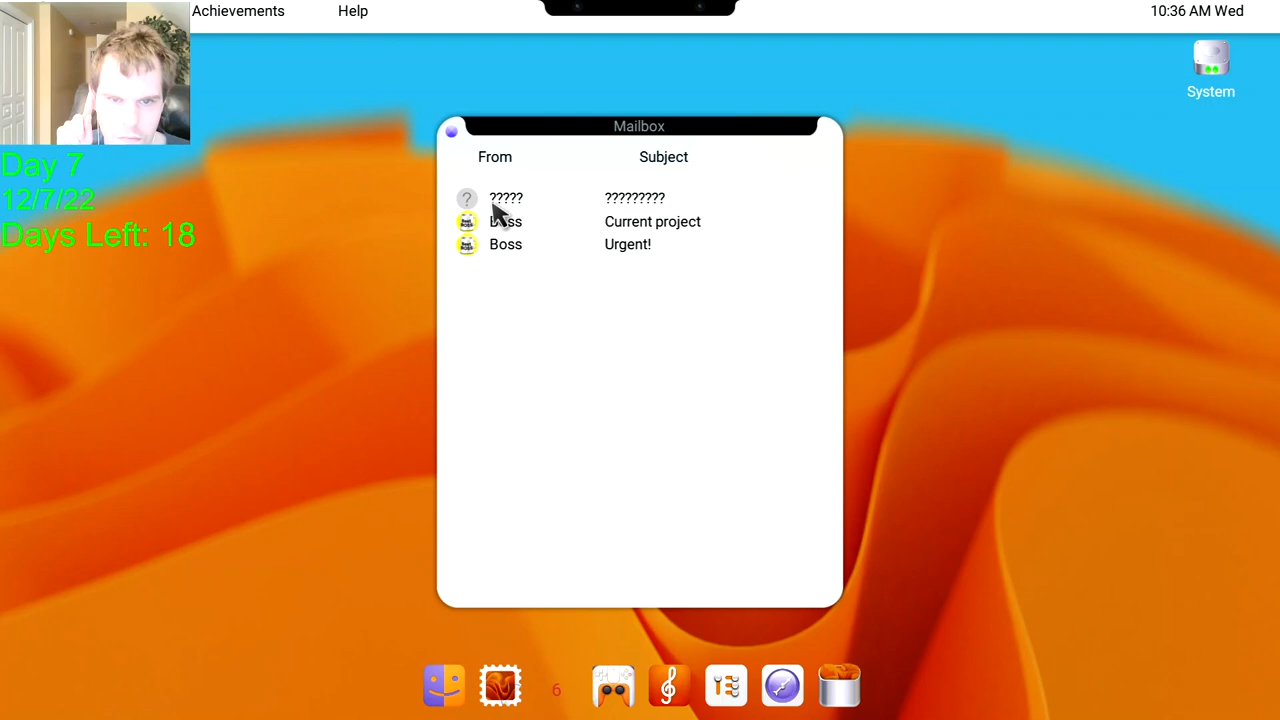 Achievements Help 10:36 AM Wed
System
Day 7
12/7/22
Days Left: 18
Mailbox
From Subject
? ????? ?????????
Boss Current project
Boss Urgent!
6